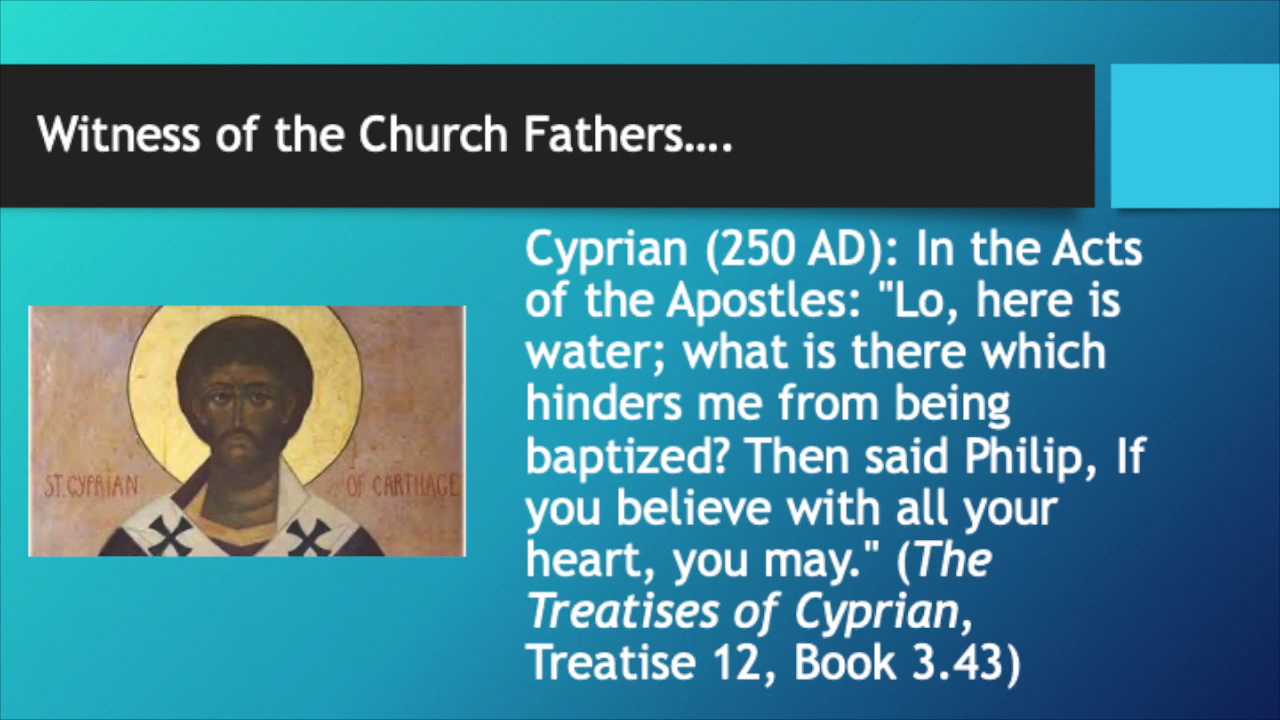 Witness of the Church Fathers….
Cyprian (250 AD): In the Acts
of the Apostles: "Lo, here is
water; what is there which
hinders me from being
baptized? Then said Philip, If
you believe with all your
heart, you may." (The
Treatises of Cyprian,
Treatise 12, Book 3.43)
ST. CYPRIAN OF CARTHAGE